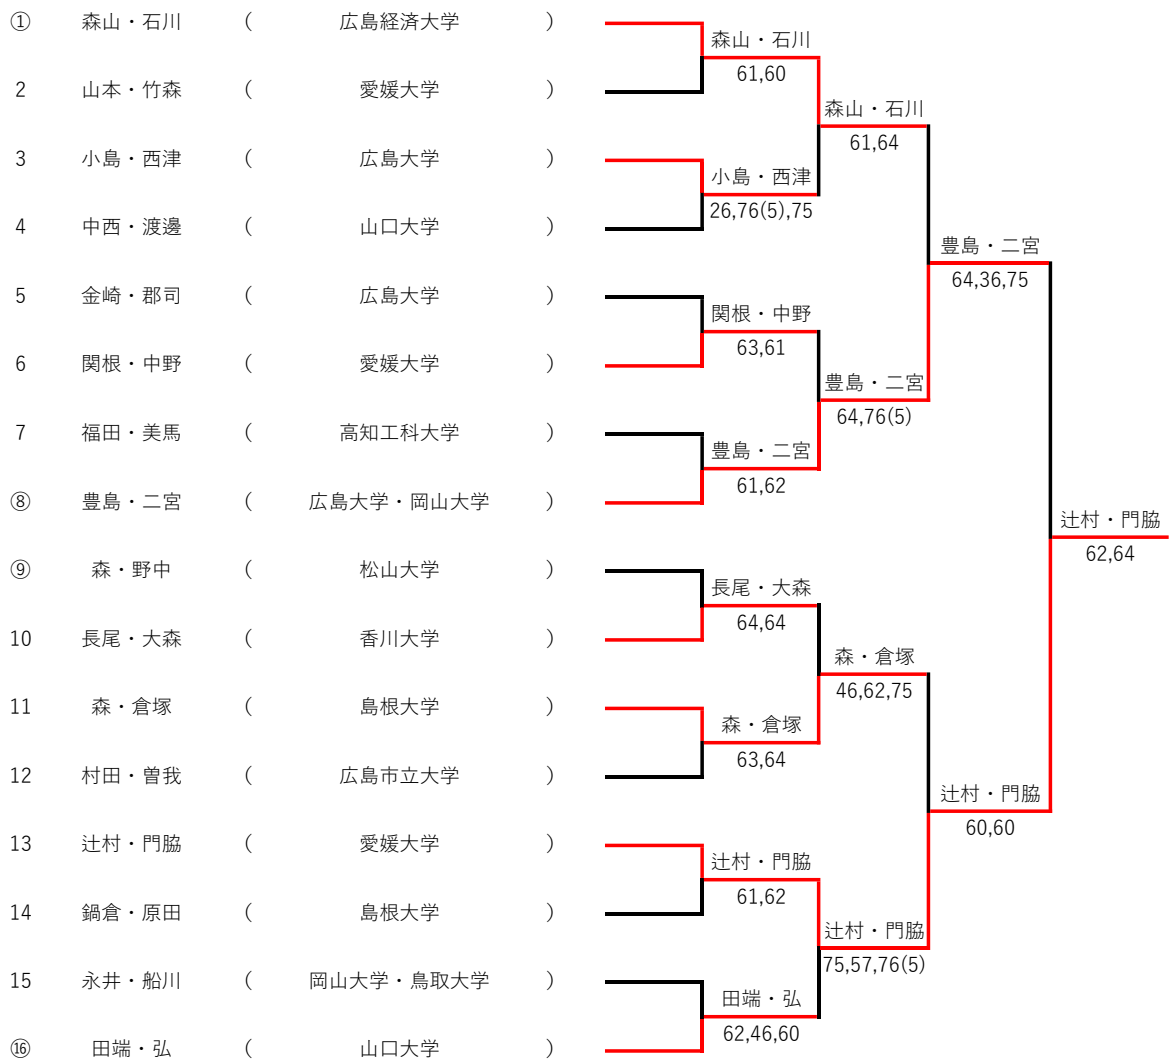 ① 森山・石川 ( 広島経済大学 )
森山・石川
61,60
2 山本・竹森 ( 愛媛大学 )
森山・石川
61,64
3 小島・西津 ( 広島大学 )
小島・西津
26,76(5),75
4 中西・渡邊 ( 山口大学 )
豊島・二宮
64,36,75
5 金崎・郡司 ( 広島大学 )
関根・中野
63,61
6 関根・中野 ( 愛媛大学 )
豊島・二宮
64,76(5)
7 福田・美馬 ( 高知工科大学 )
豊島・二宮
61,62
⑧ 豊島・二宮 ( 広島大学・岡山大学 )
辻村・門脇
62,64
⑨ 森・野中 ( 松山大学 )
長尾・大森
64,64
10 長尾・大森 ( 香川大学 )
森・倉塚
46,62,75
11 森・倉塚 ( 島根大学 )
森・倉塚
63,64
12 村田・曽我 ( 広島市立大学 )
辻村・門脇
60,60
13 辻村・門脇 ( 愛媛大学 )
辻村・門脇
61,62
14 鍋倉・原田 ( 島根大学 )
辻村・門脇
75,57,76(5)
15 永井・船川 ( 岡山大学・鳥取大学 )
田端・弘
62,46,60
⑯ 田端・弘 ( 山口大学 )